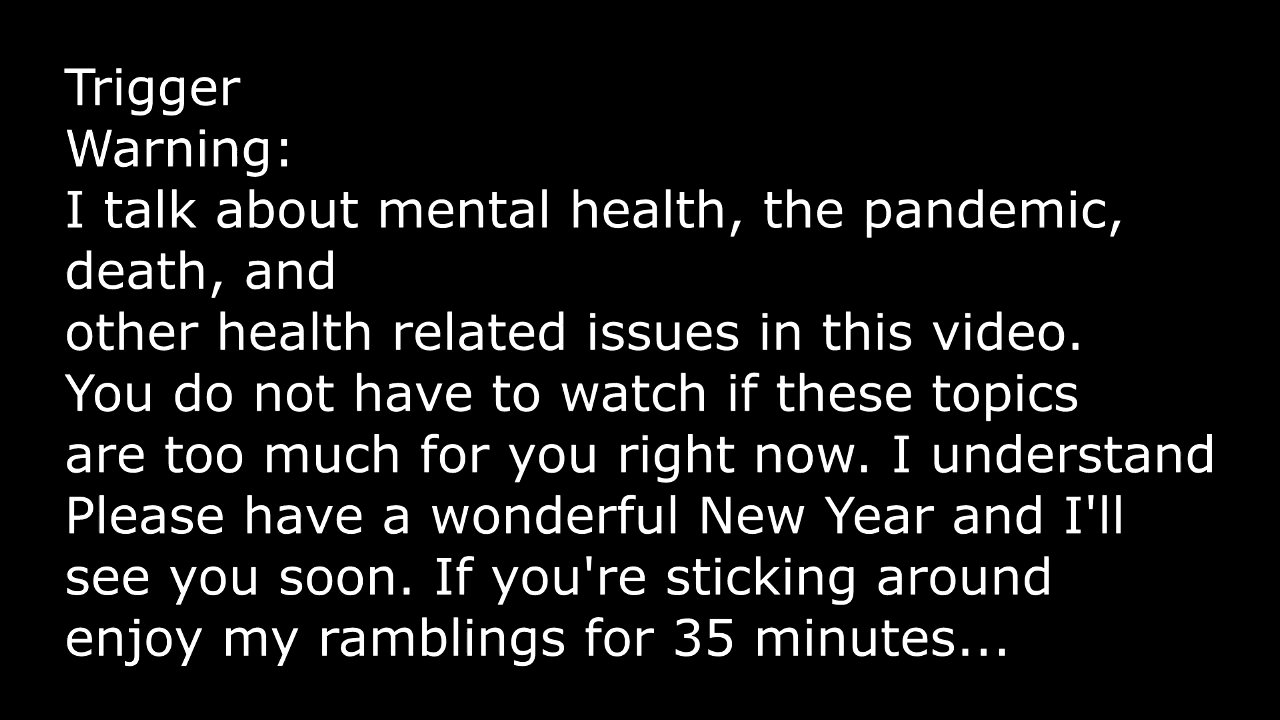 Trigger
Warning:
I talk about mental health, the pandemic,
death, and
other health related issues in this video.
You do not have to watch if these topics
are too much for you right now. I understand
Please have a wonderful New Year and I'll
see you soon. If you're sticking around
enjoy my ramblings for 35 minutes...